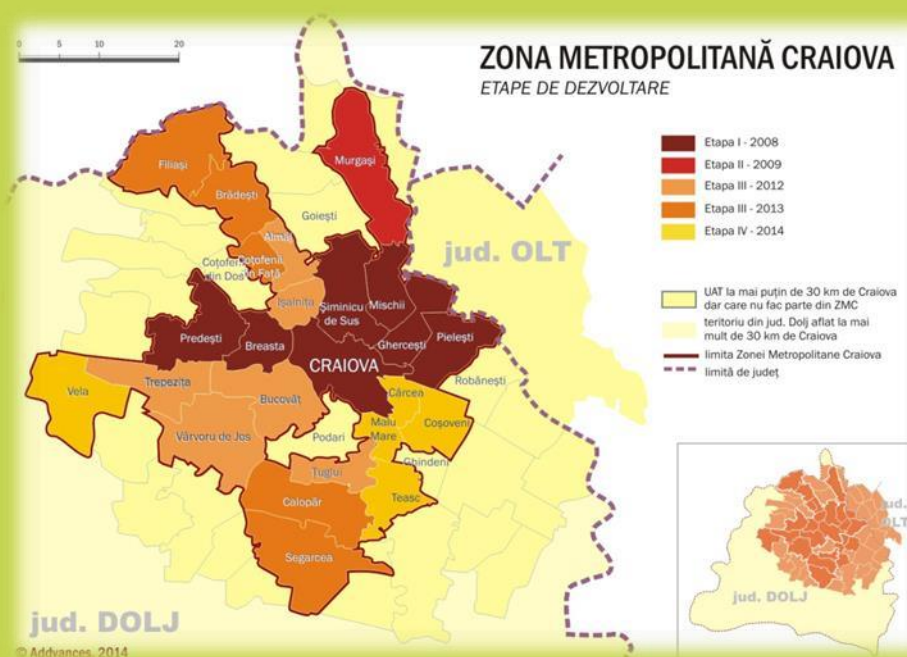 0 5 10 20
ZONA METROPOLITANĂ CRAIOVA
ETAPE DE DEZVOLTARE
Etapa I - 2008
Etapa II - 2009
Etapa III - 2012
Etapa III - 2013
Etapa IV - 2014
UAT la mai puțin de 30 km de Craiova
dar care nu fac parte din ZMC
teritoriu din jud. Dolj aflat la mai
mult de 30 km de Craiova
limita Zonei Metropolitane Craiova
limită de județ
Filiași
Murgași
Brădești
Goiești
Almăj
jud. OLT
Coțofenii
din Dos
Coțofenii
din Față
Ișalnița
Șiminicu
de Sus
Mischii
Predești
Breasta
Ghercești
Pielești
CRAIOVA
Robănești
Vela
Terpezița
Bucovăț
Cârcea
Coșoveni
Malu
Mare
Vârvoru de Jos
Podari
Ghindeni
Țuglui
Teasc
Calopăr
Segarcea
jud. DOLJ
© Addvances, 2014
jud.
OLT
jud. DOLJ